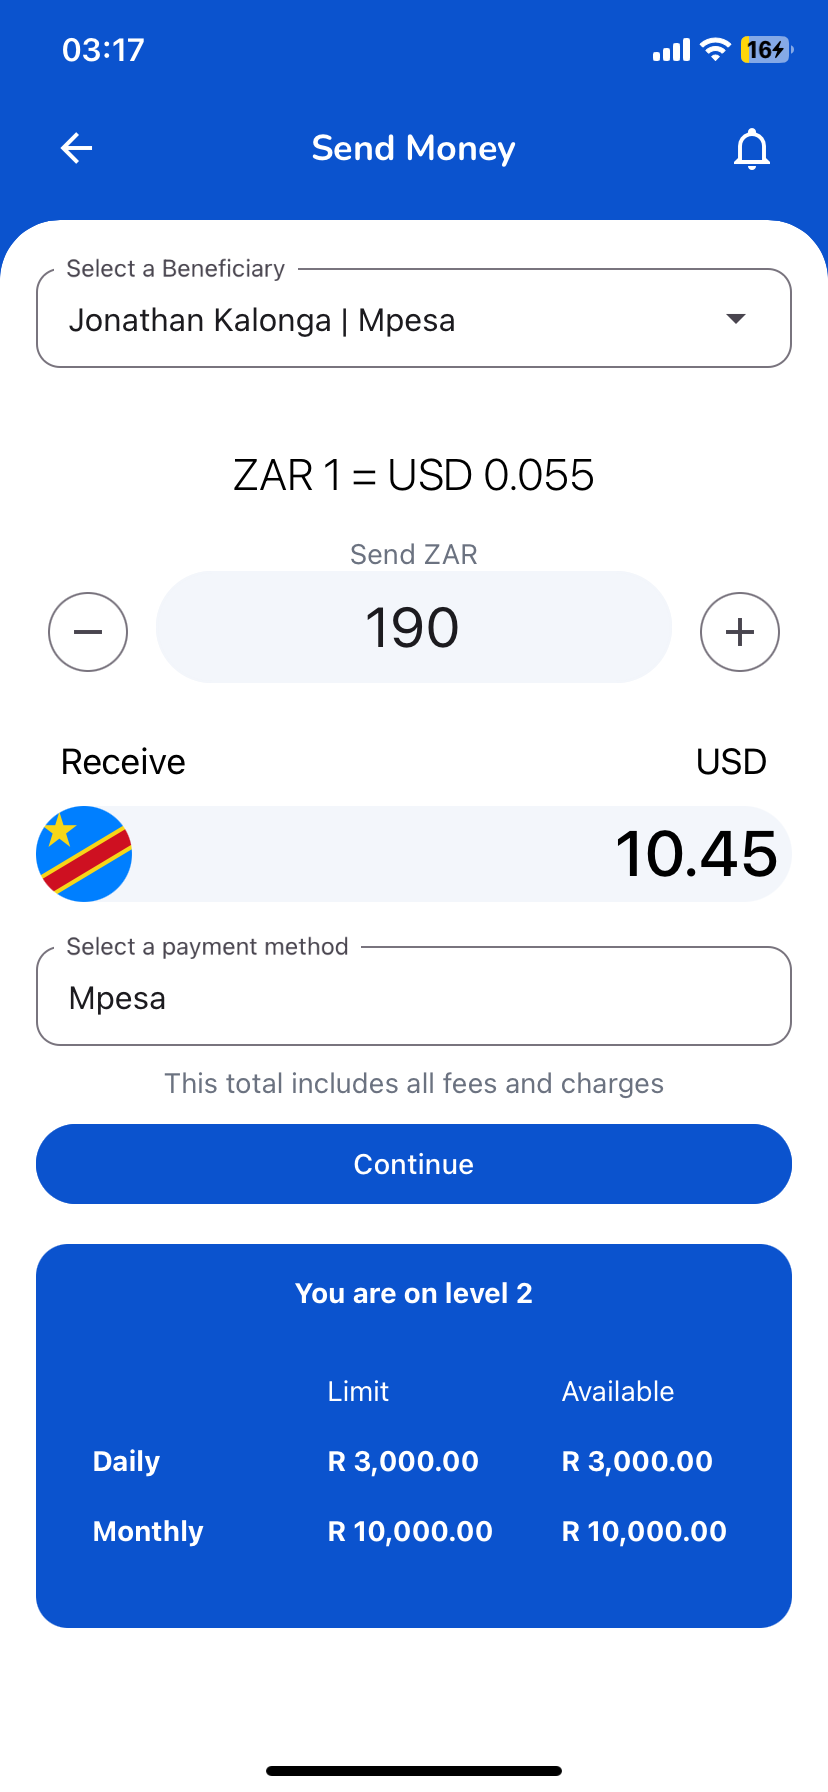 03:17
16
Send Money
Select a Beneficiary
Jonathan Kalonga | Mpesa
ZAR 1 = USD 0.055
Send ZAR
190
Receive USD
10.45
Select a payment method
Mpesa
This total includes all fees and charges
Continue
You are on level 2
Limit Available
Daily R 3,000.00 R 3,000.00
Monthly R 10,000.00 R 10,000.00